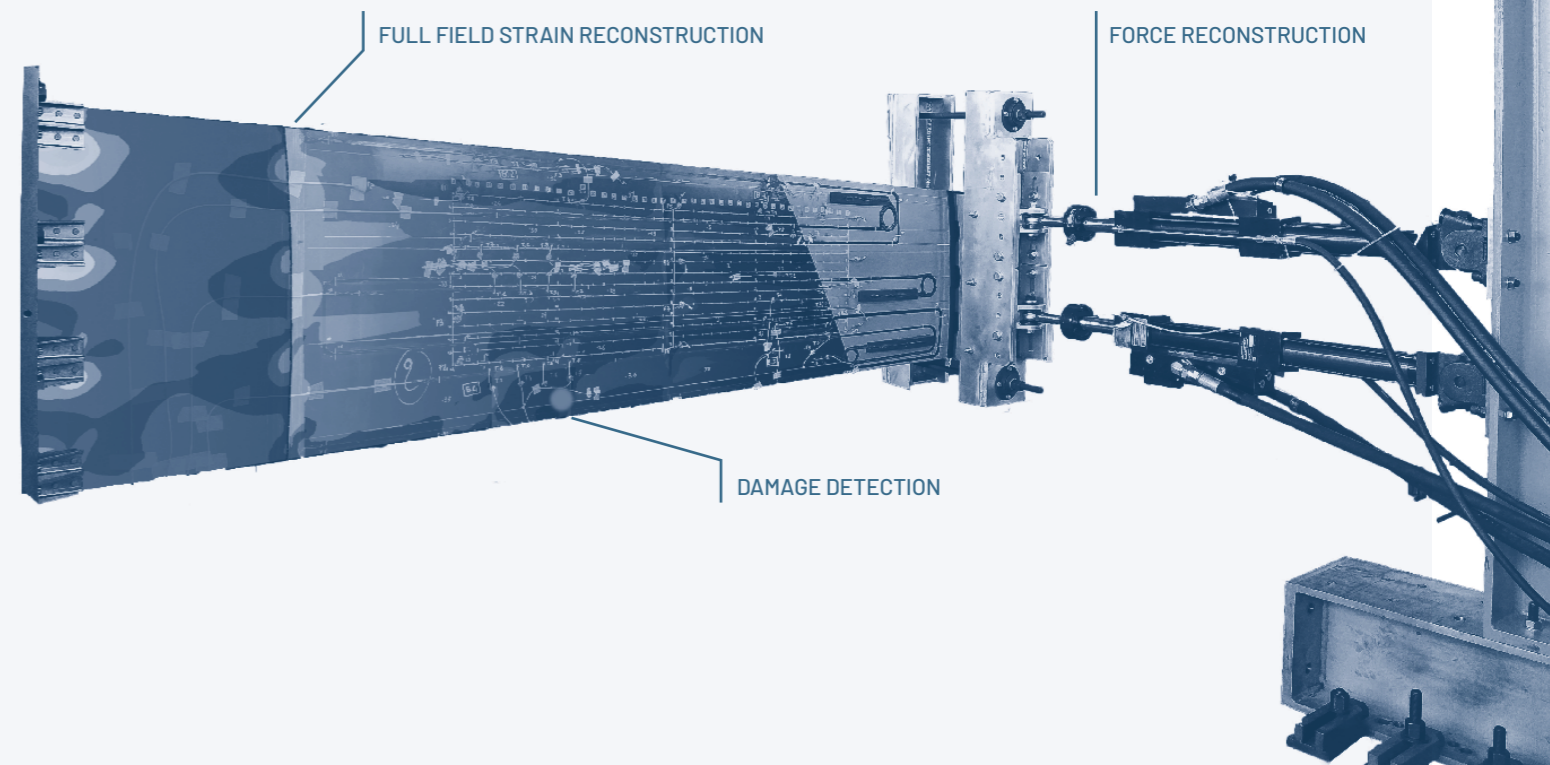 FULL FIELD STRAIN RECONSTRUCTION
FORCE RECONSTRUCTION
DAMAGE DETECTION